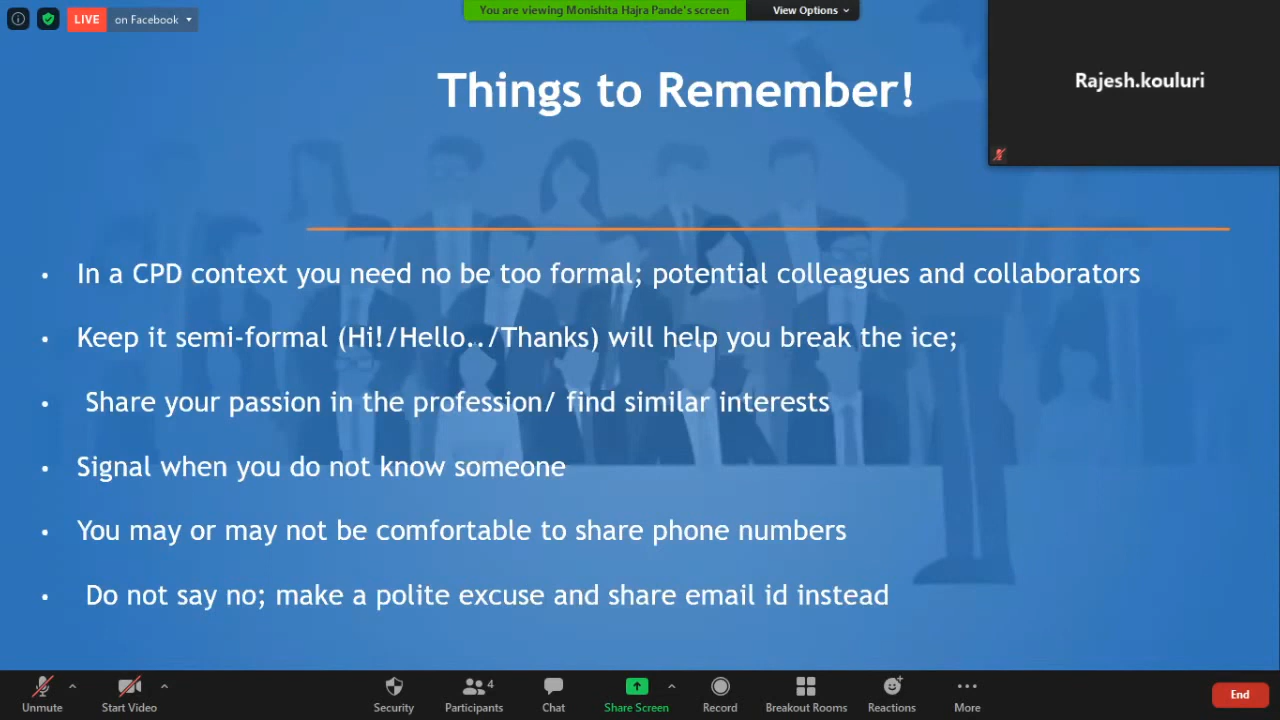 LIVE on Facebook
You are viewing Monishita Hajra Pande's screen
View Options
Rajesh.kouluri
Things to Remember!
• In a CPD context you need no be too formal; potential colleagues and collaborators
• Keep it semi-formal (Hi!/Hello../Thanks) will help you break the ice;
• Share your passion in the profession/ find similar interests
• Signal when you do not know someone
• You may or may not be comfortable to share phone numbers
• Do not say no; make a polite excuse and share email id instead
Unmute
Start Video
Security
4
Participants
Chat
Share Screen
Record
Breakout Rooms
Reactions
More
End